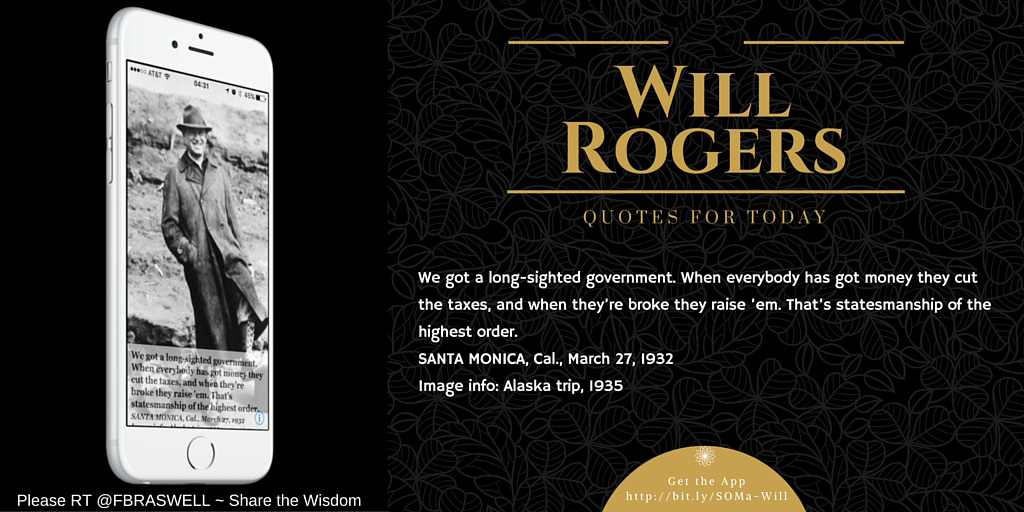 AT&T
04:31
45%
We got a long-sighted government.
When everybody has got money they
cut the taxes, and when they're
broke they raise 'em. That's
statesmanship of the highest order.
SANTA MONICA, Cal., March 27, 1932
Please RT @FBRASWELL ~ Share the Wisdom
WILL
ROGERS
QUOTES FOR TODAY
We got a long-sighted government. When everybody has got money they cut
the taxes, and when they're broke they raise 'em. That's statesmanship of the
highest order.
SANTA MONICA, Cal., March 27, 1932
Image info: Alaska trip, 1935
Get the App
http://bit.ly/SOMa-Will